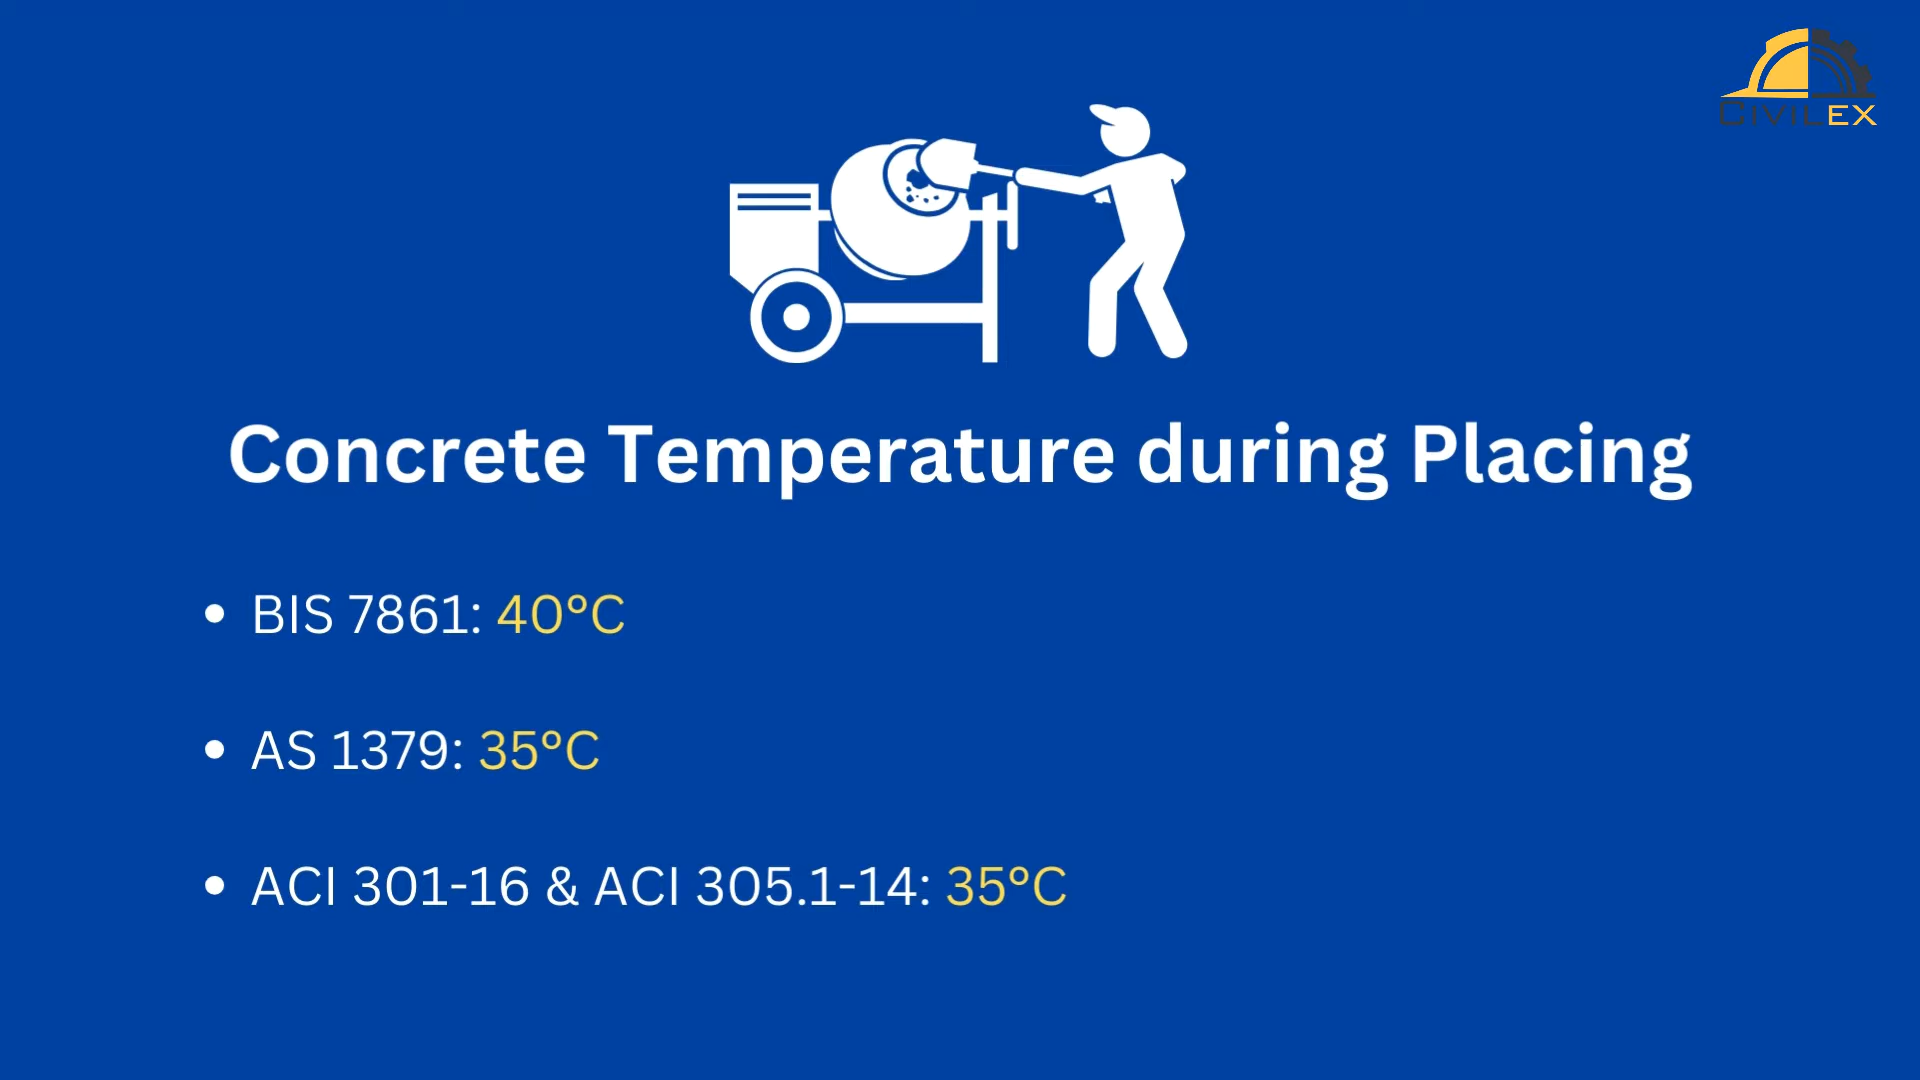 CIVILEX
Concrete Temperature during Placing
• BIS 7861: 40°C
• AS 1379: 35°C
• ACI 301-16 & ACI 305.1-14: 35°C